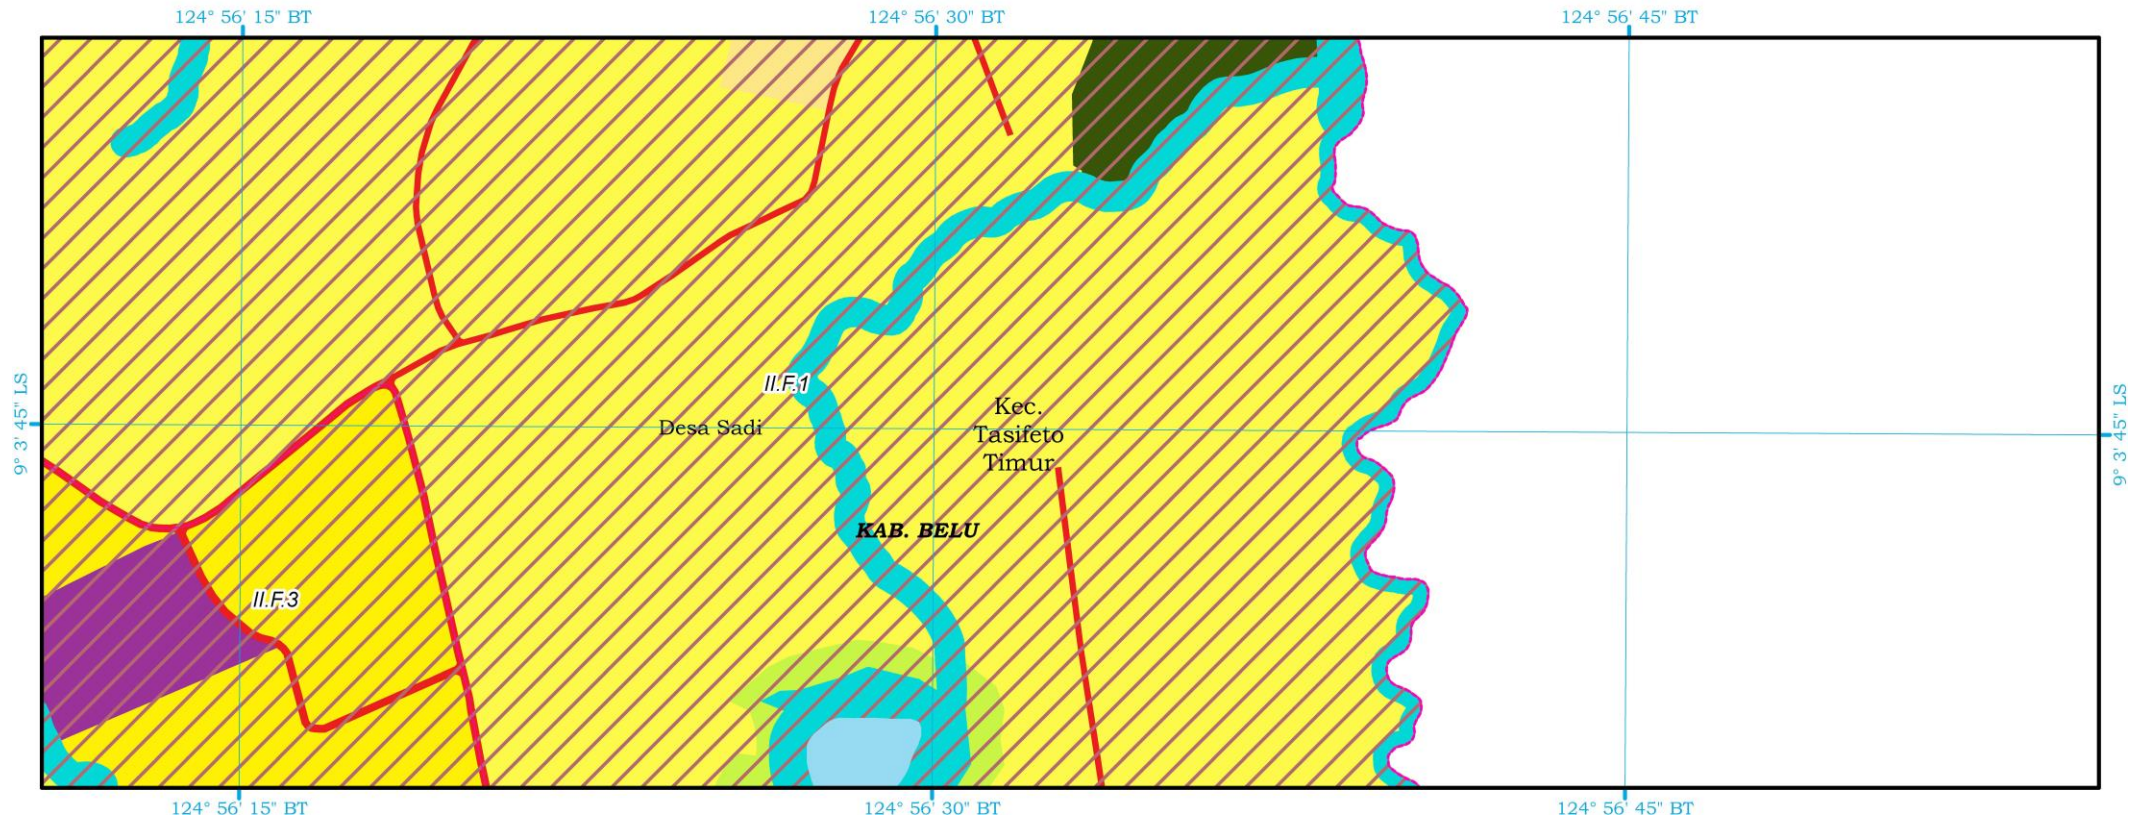 124° 56' 15" BT
124° 56' 30" BT
124° 56' 45" BT
9° 3' 45" LS
9° 3' 45" LS
II.F.1
Desa Sadi
Kec.
Tasifeto
Timur
KAB. BELU
II.F.3
124° 56' 15" BT
124° 56' 30" BT
124° 56' 45" BT